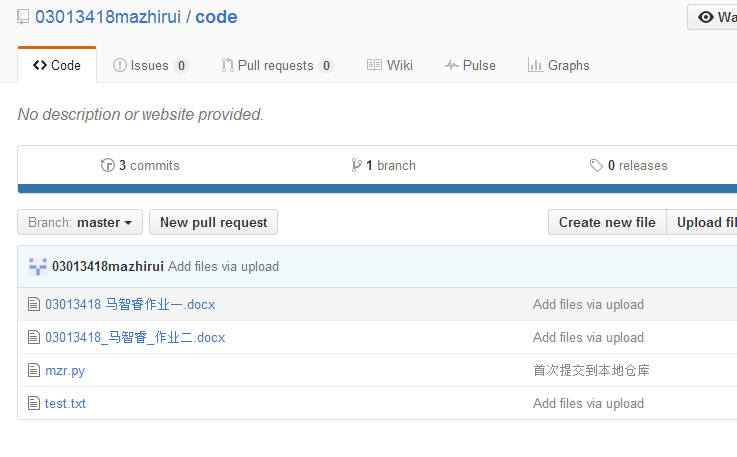 03013418mazhirui / code
Code Issues 0 Pull requests 0 Wiki Pulse Graphs
No description or website provided.
3 commits 1 branch 0 releases
Branch: master New pull request Create new file
03013418mazhirui Add files via upload
03013418 马智睿作业一.docx Add files via upload
03013418_马智睿_作业二.docx Add files via upload
mzr.py 首次提交到本地仓库
test.txt Add files via upload